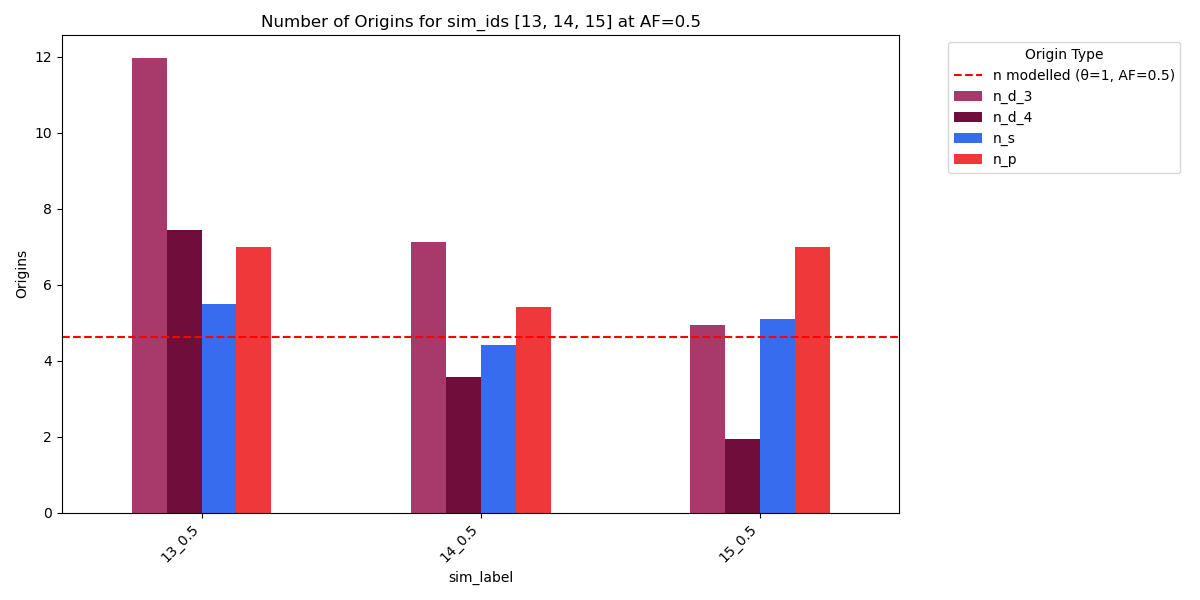 Number of Origins for sim_ids [13, 14, 15] at AF=0.5
Origin Type
n modelled (θ=1, AF=0.5)
n_d_3
n_d_4
n_s
n_p
Origins
12
10
8
6
4
2
0
13_0.5
14_0.5
15_0.5
sim_label